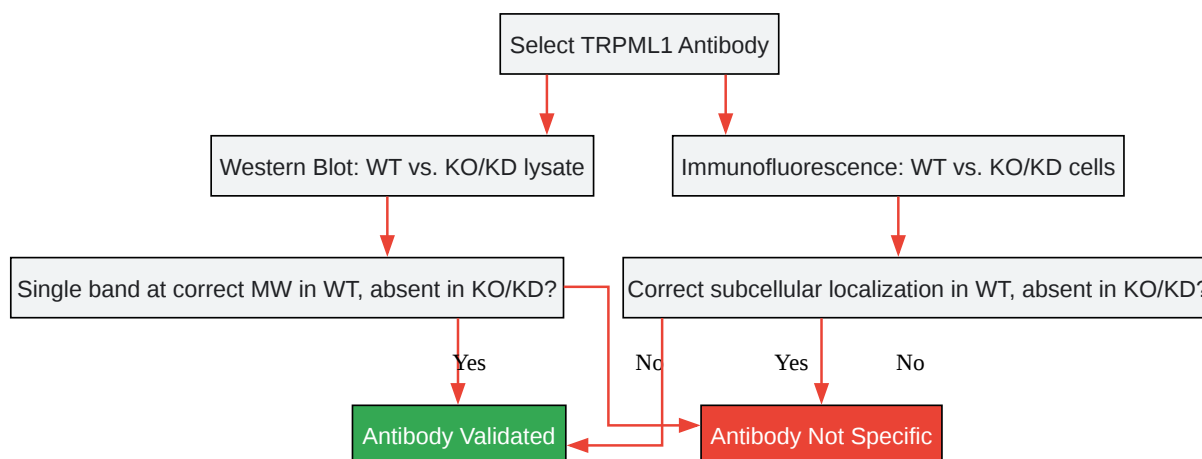 Select TRPML1 Antibody
Western Blot: WT vs. KO/KD lysate
Immunofluorescence: WT vs. KO/KD cells
Single band at correct MW in WT, absent in KO/KD?
Correct subcellular localization in WT, absent in KO/KD?
Yes
No
Yes
No
Antibody Validated
Antibody Not Specific